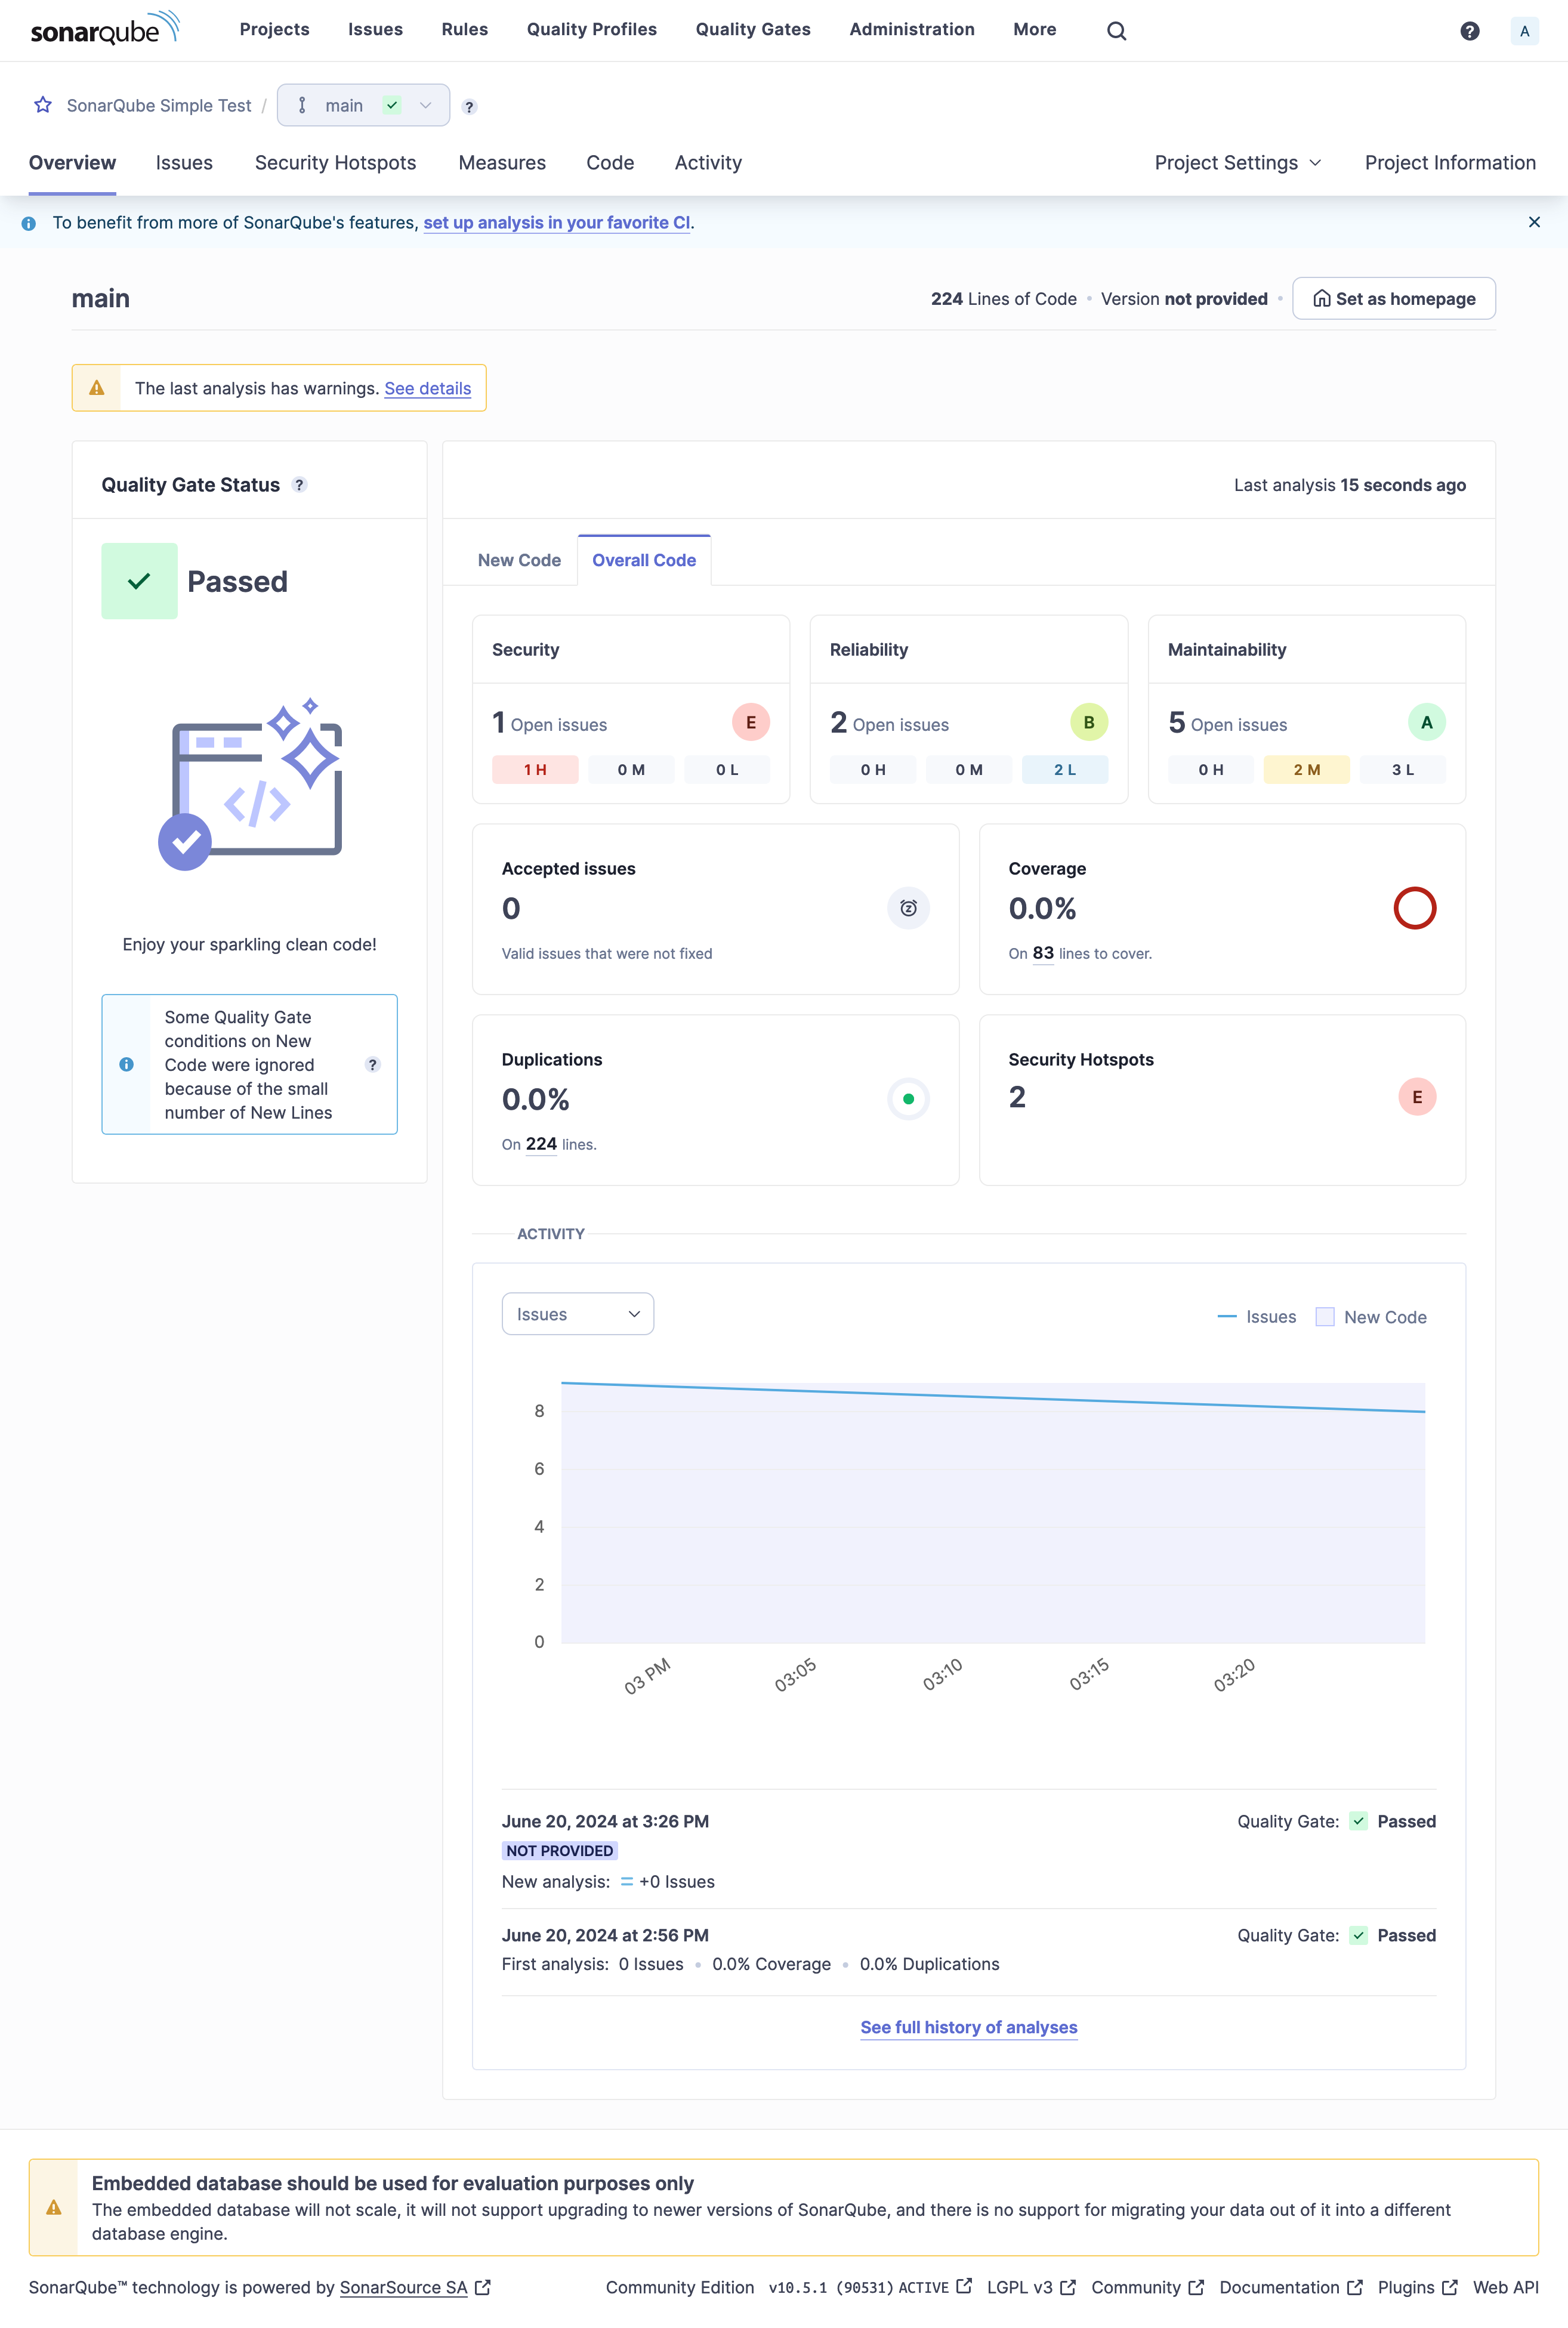 sonarqube Projects Issues Rules Quality Profiles Quality Gates Administration More ? A
SonarQube Simple Test / main ?
Overview Issues Security Hotspots Measures Code Activity Project Settings Project Information
To benefit from more of SonarQube's features, set up analysis in your favorite CI.
main 224 Lines of Code • Version not provided • Set as homepage
The last analysis has warnings. See details
Quality Gate Status ?
Passed
Enjoy your sparkling clean code!
Some Quality Gate
conditions on New
Code were ignored
because of the small
number of New Lines
?
Last analysis 15 seconds ago
New Code Overall Code
Security
1 Open issues E
1 H 0 M 0 L
Reliability
2 Open issues B
0 H 0 M 2 L
Maintainability
5 Open issues A
0 H 2 M 3 L
Accepted issues
0
Valid issues that were not fixed
Coverage
0.0%
On 83 lines to cover.
Duplications
0.0%
On 224 lines.
Security Hotspots
2 E
ACTIVITY
Issues
Issues New Code
8
6
4
2
0
03 PM 03:05 03:10 03:15 03:20
June 20, 2024 at 3:26 PM Quality Gate: Passed
NOT PROVIDED
New analysis: = +0 Issues
June 20, 2024 at 2:56 PM Quality Gate: Passed
First analysis: 0 Issues • 0.0% Coverage • 0.0% Duplications
See full history of analyses
Embedded database should be used for evaluation purposes only
The embedded database will not scale, it will not support upgrading to newer versions of SonarQube, and there is no support for migrating your data out of it into a different
database engine.
SonarQube™ technology is powered by SonarSource SA Community Edition v10.5.1 (90531) ACTIVE LGPL v3 Community Documentation Plugins Web API